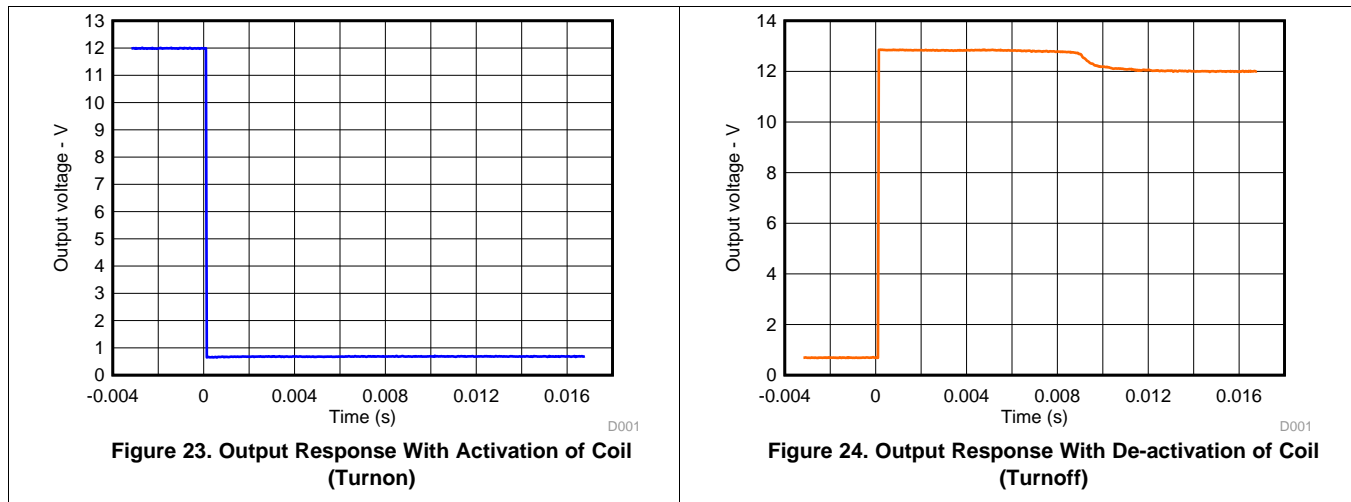 13
12
11
10
9
8
7
6
5
4
3
2
1
0
Output voltage - V
-0.004 0 0.004 0.008 0.012 0.016
Time (s)
D001
Figure 23. Output Response With Activation of Coil
(Turnon)
14
12
10
8
6
4
2
0
Output voltage - V
-0.004 0 0.004 0.008 0.012 0.016
Time (s)
D001
Figure 24. Output Response With De-activation of Coil
(Turnoff)